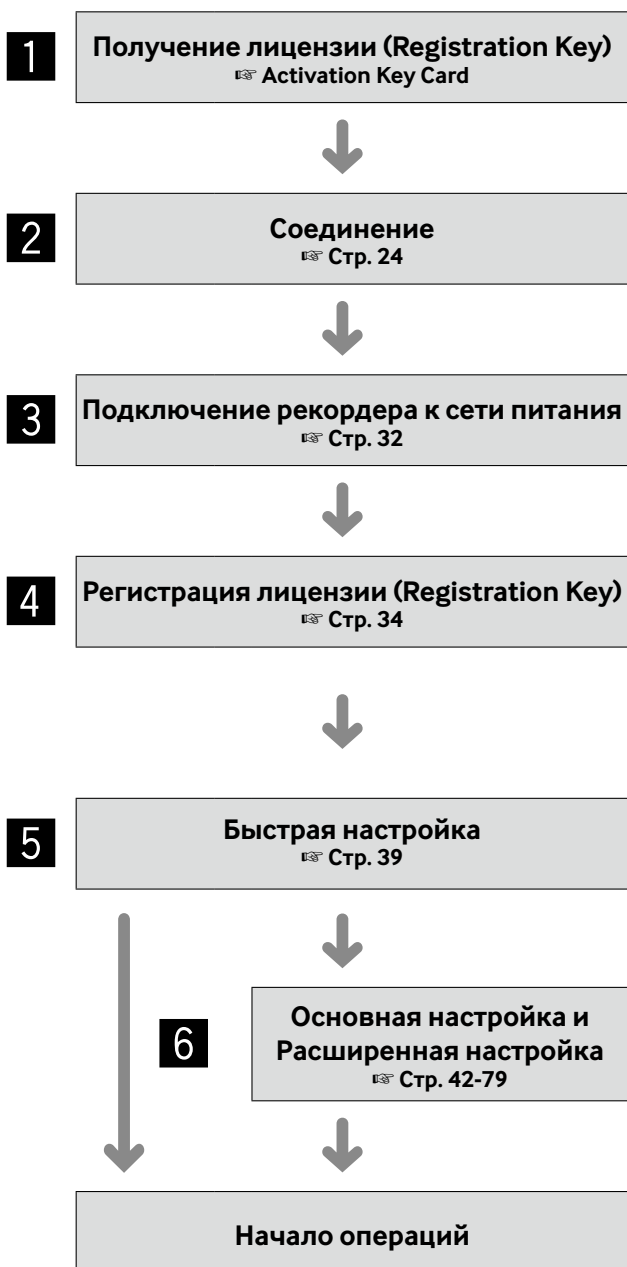 1
Получение лицензии (Registration Key)
☞ Activation Key Card
2
Соединение
☞ Стр. 24
3
Подключение рекордера к сети питания
☞ Стр. 32
4
Регистрация лицензии (Registration Key)
☞ Стр. 34
5
Быстрая настройка
☞ Стр. 39
6
Основная настройка и
Расширенная настройка
☞ Стр. 42-79
Начало операций